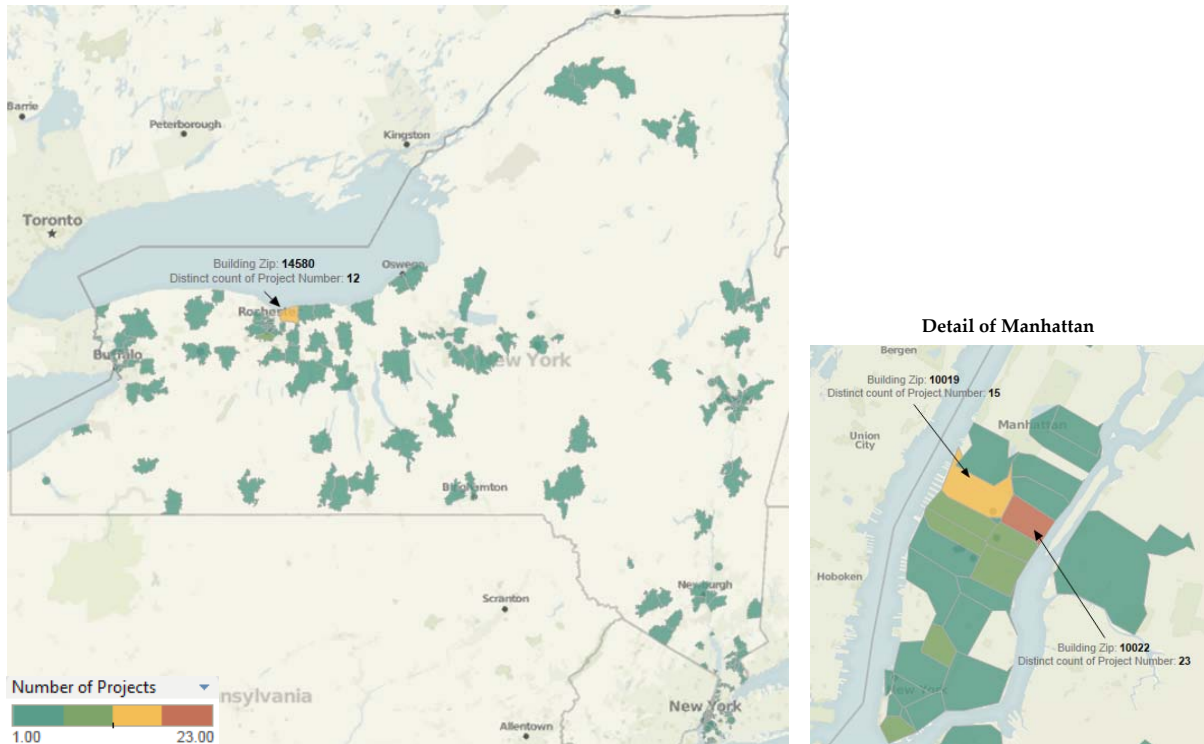 Barrie
Peterborough
Kingston
Toronto
Building Zip: 14580
Distinct count of Project Number: 12
Oswego
Rocheste
Buffalo
New York
Binghamton
Scranton
Newburgh
Number of Projects
1.00 23.00
nsylvania
Allentown
New York
Detail of Manhattan
Bergen
Building Zip: 10019
Distinct count of Project Number: 15
Manhattan
Union
City
Hoboken
Building Zip: 10022
Distinct count of Project Number: 23
New York